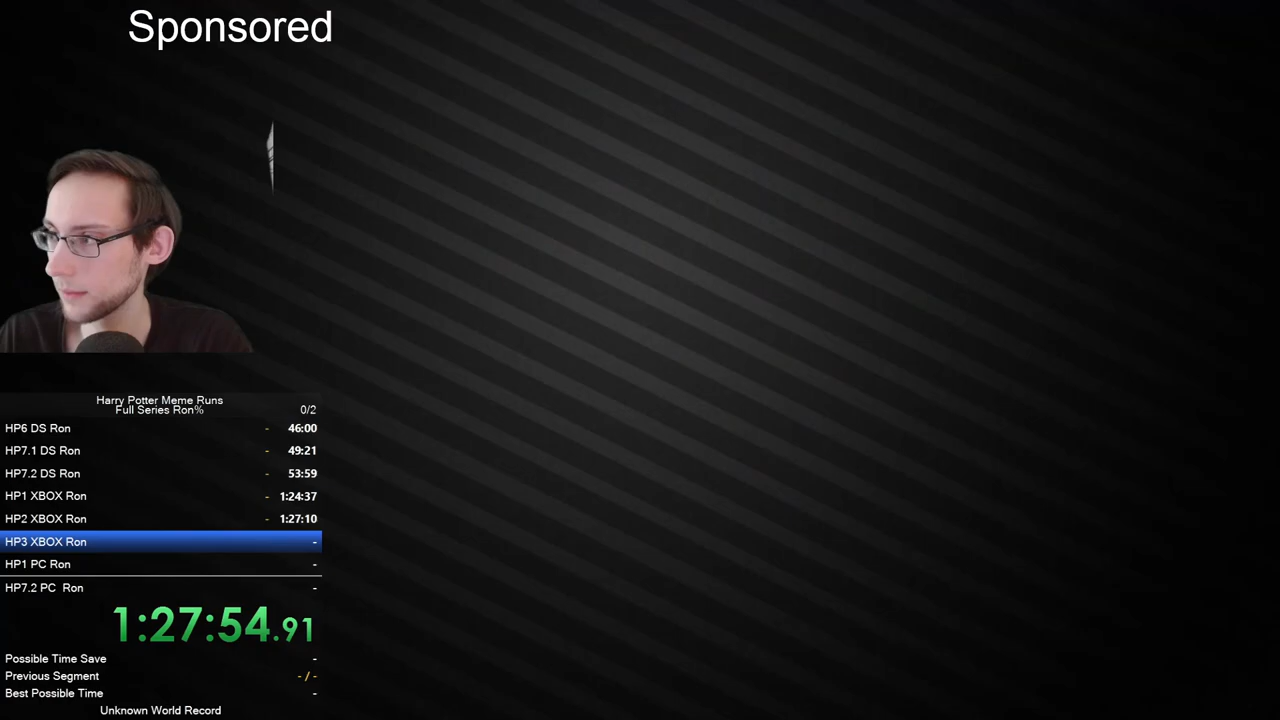 Sponsored
Harry Potter Meme Runs
Full Series Ron% 0/2
HP6 DS Ron - 46:00
HP7.1 DS Ron - 49:21
HP7.2 DS Ron - 53:59
HP1 XBOX Ron - 1:24:37
HP2 XBOX Ron - 1:27:10
HP3 XBOX Ron -
HP1 PC Ron -
HP7.2 PC Ron -
1:27:54.91
Possible Time Save -
Previous Segment - / -
Best Possible Time -
Unknown World Record